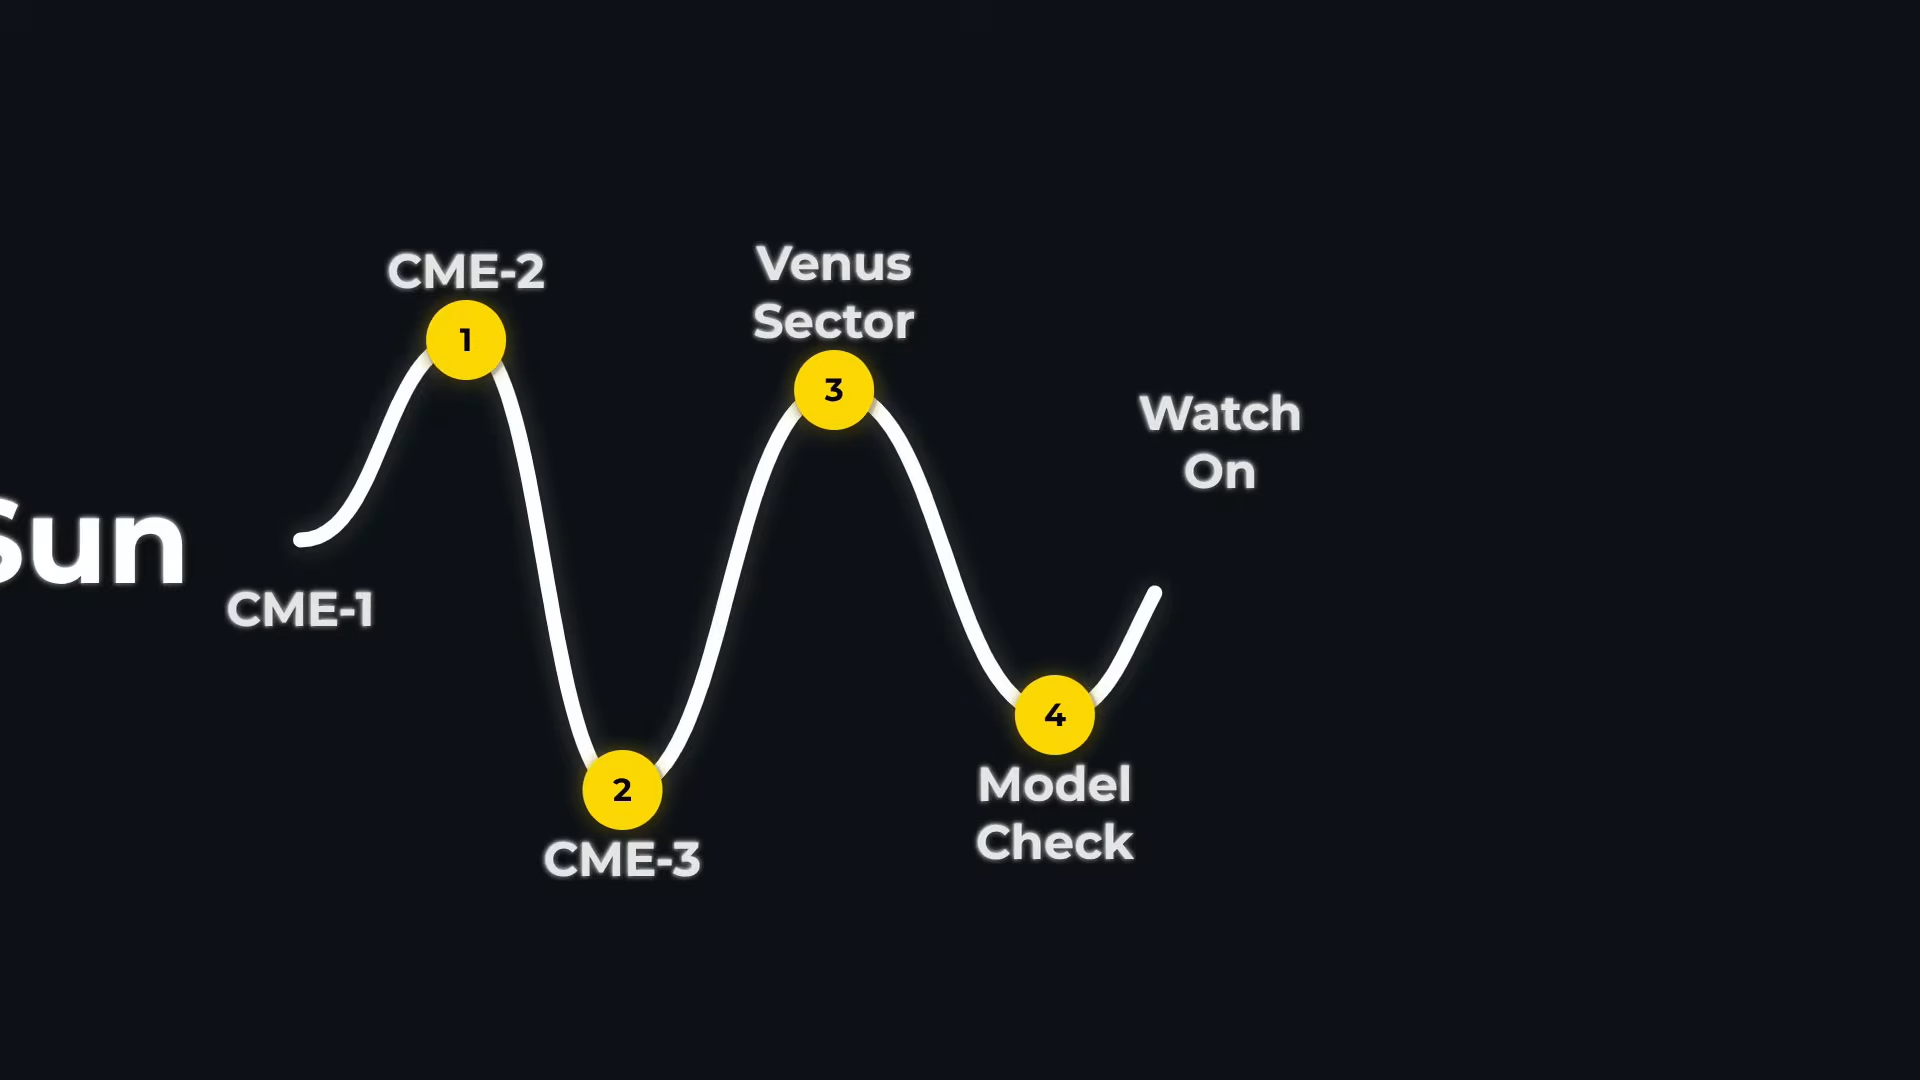 Sun
CME-1
CME-2
1
2
CME-3
Venus
Sector
3
4
Model
Check
Watch
On